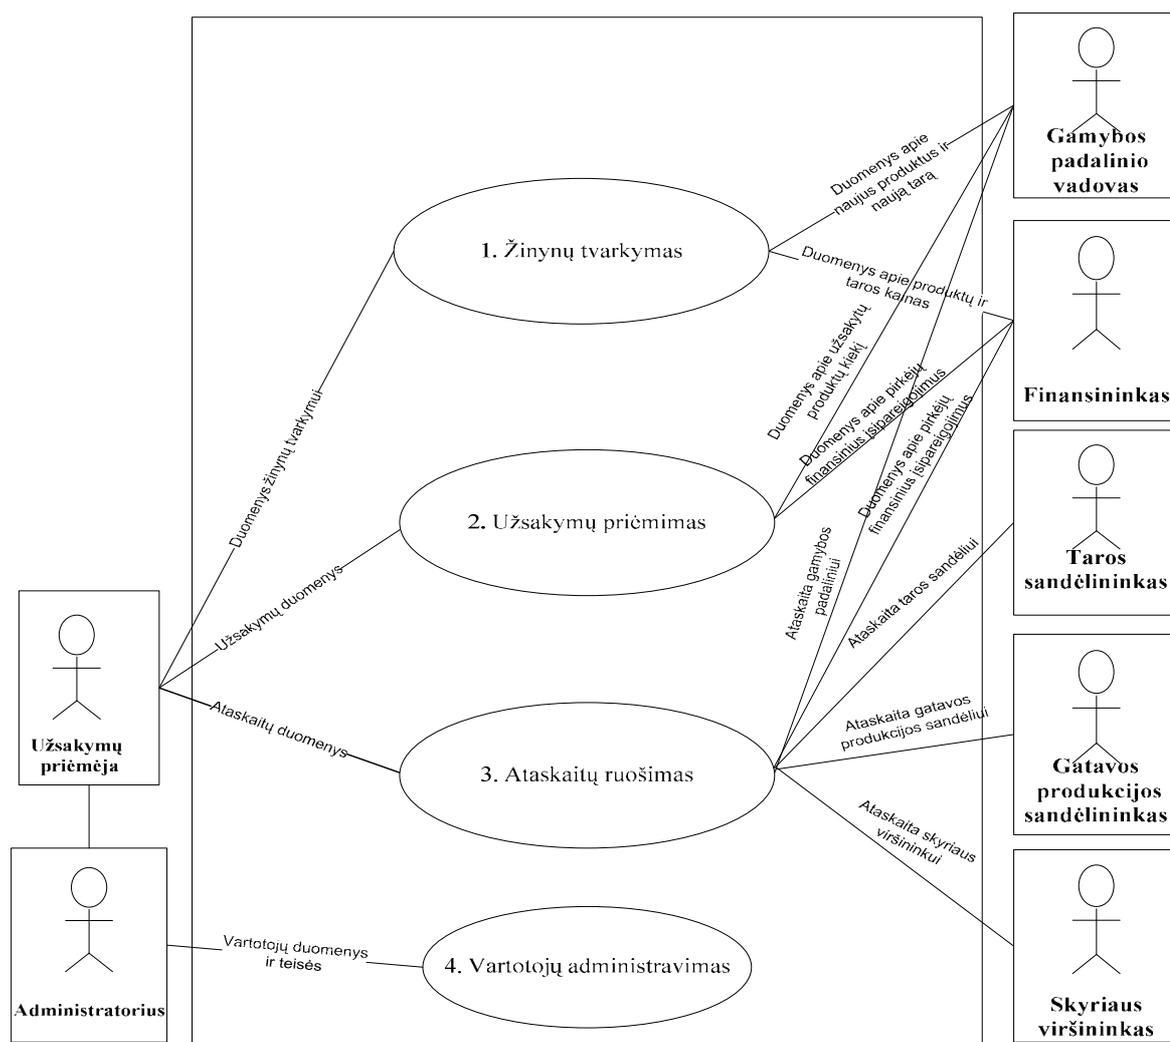 Gamybos
padalinio
vadovas
Duomenys apie
naujus produktus ir
naują tarą
1. Žinynų tvarkymas
Duomenys apie produktų ir
taros kainas
Finansininkas
Duomenys žinynų tvarkymui
Duomenys apie užsakytų
produktų kiekį
Duomenys apie pirkėjų
finansinius įsipareigojimus
Duomenys apie pirkėjų
finansinius įsipareigojimus
2. Užsakymų priėmimas
Taros
sandėlininkas
Užsakymų duomenys
Ataskaita gamybos
padaliniui
Ataskaita taros sandėliui
Užsakymų
priėmėja
Ataskaitų duomenys
3. Ataskaitų ruošimas
Ataskaita gatavos
produkcijos sandėliui
Gatavos
produkcijos
sandėlininkas
Ataskaita skyriaus
viršininkui
Administratorius
Vartotojų duomenys
ir teisės
4. Vartotojų administravimas
Skyriaus
viršininkas